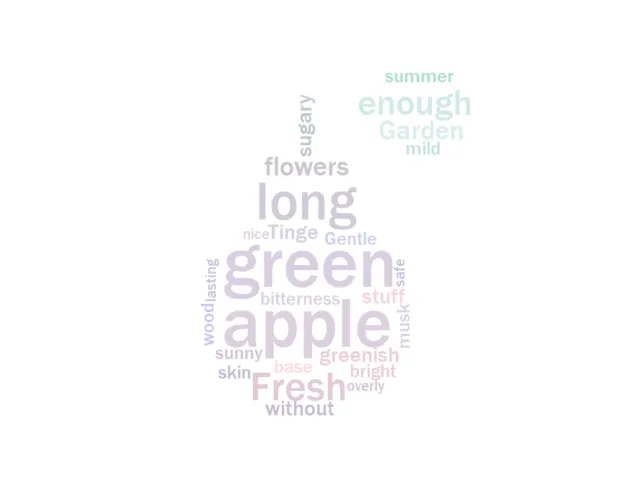 summer
enough
Garden
mild
sugary
flowers
long
nice Tinge Gentle
green
lasting
safe
bitterness stuff
wood
apple
musk
sunny greenish
skin base bright
Fresh overly
without